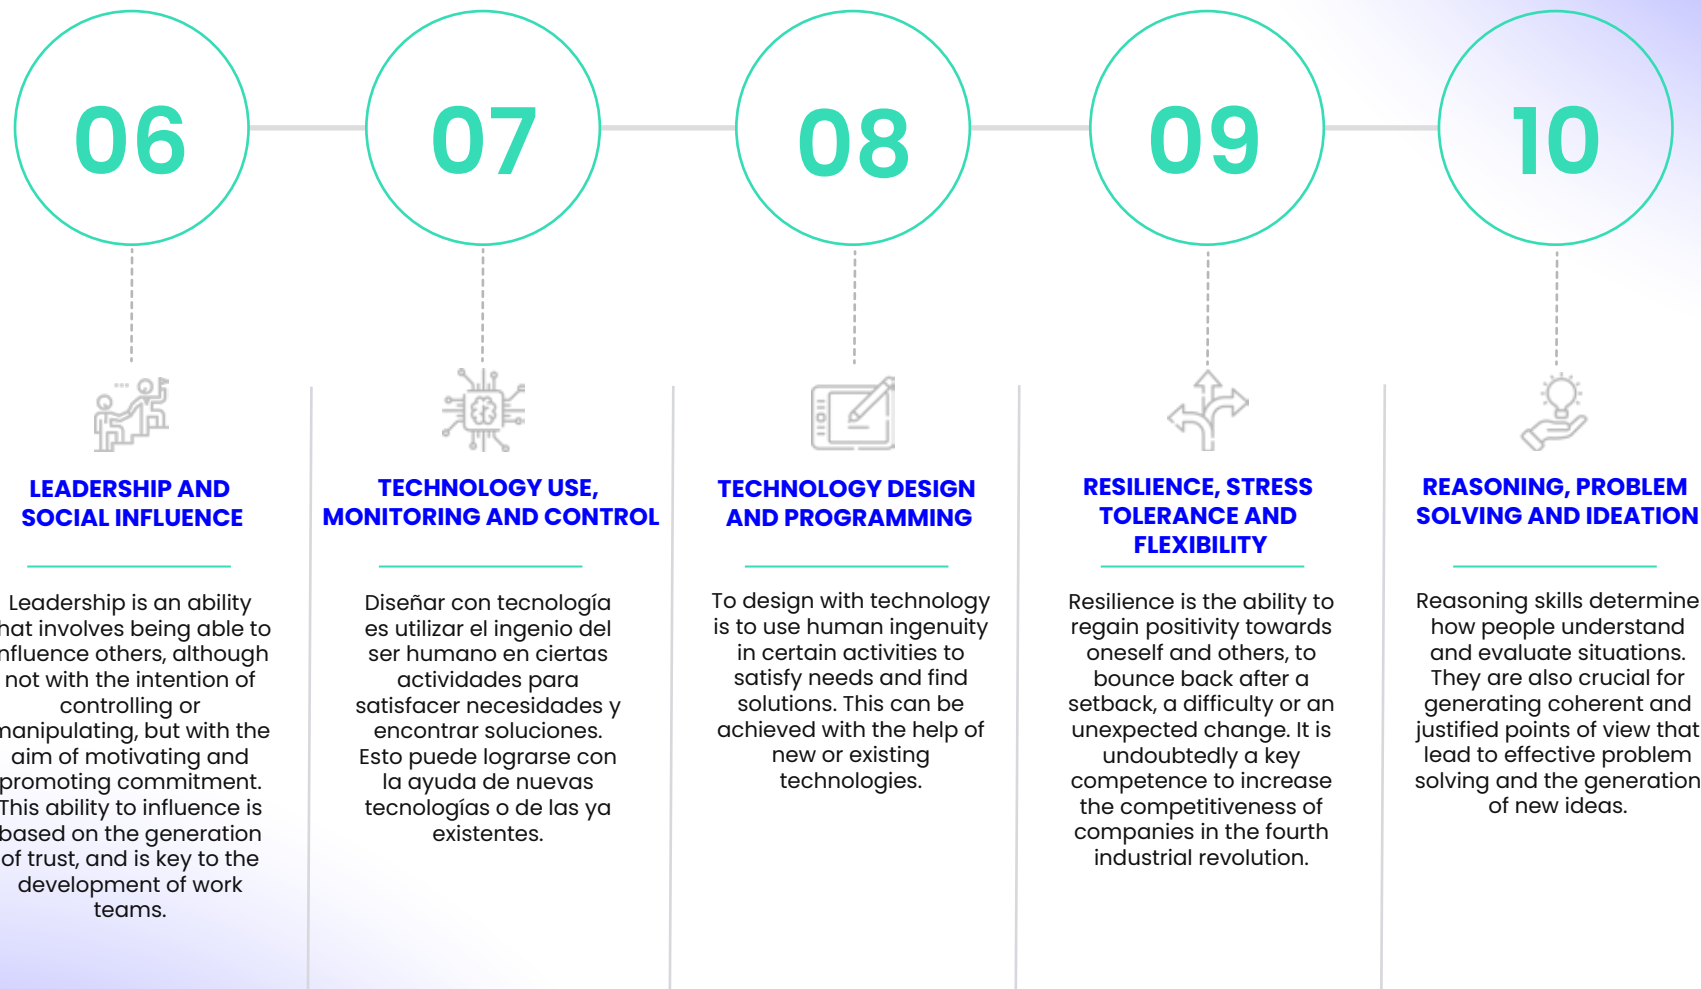 06
07
08
09
10
LEADERSHIP AND
SOCIAL INFLUENCE
Leadership is an ability
hat involves being able to
nfluence others, although
not with the intention of
controlling or
manipulating, but with the
aim of motivating and
promoting commitment.
This ability to influence is
based on the generation
of trust, and is key to the
development of work
teams.
TECHNOLOGY USE,
MONITORING AND CONTROL
Diseñar con tecnología
es utilizar el ingenio del
ser humano en ciertas
actividades para
satisfacer necesidades y
encontrar soluciones.
Esto puede lograrse con
la ayuda de nuevas
tecnologías o de las ya
existentes.
TECHNOLOGY DESIGN
AND PROGRAMMING
To design with technology
is to use human ingenuity
in certain activities to
satisfy needs and find
solutions. This can be
achieved with the help of
new or existing
technologies.
RESILIENCE, STRESS
TOLERANCE AND
FLEXIBILITY
Resilience is the ability to
regain positivity towards
oneself and others, to
bounce back after a
setback, a difficulty or an
unexpected change. It is
undoubtedly a key
competence to increase
the competitiveness of
companies in the fourth
industrial revolution.
REASONING, PROBLEM
SOLVING AND IDEATION
Reasoning skills determine
how people understand
and evaluate situations.
They are also crucial for
generating coherent and
justified points of view that
lead to effective problem
solving and the generation
of new ideas.